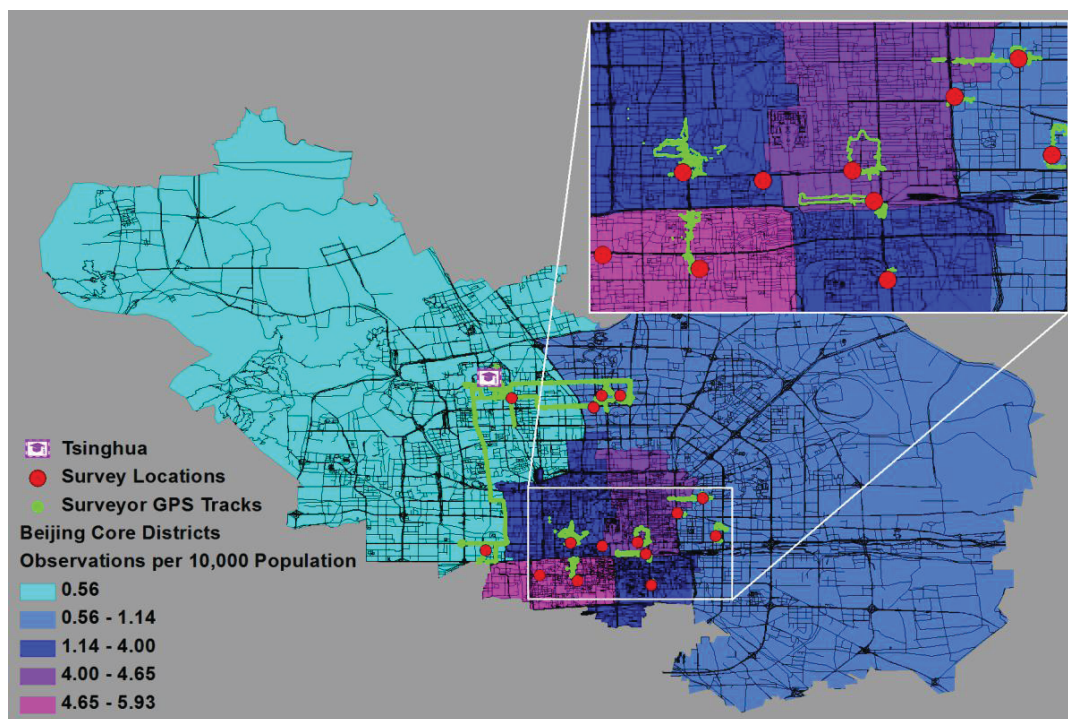 Tsinghua
Survey Locations
Surveyor GPS Tracks
Beijing Core Districts
Observations per 10,000 Population
0.56
0.56 - 1.14
1.14 - 4.00
4.00 - 4.65
4.65 - 5.93